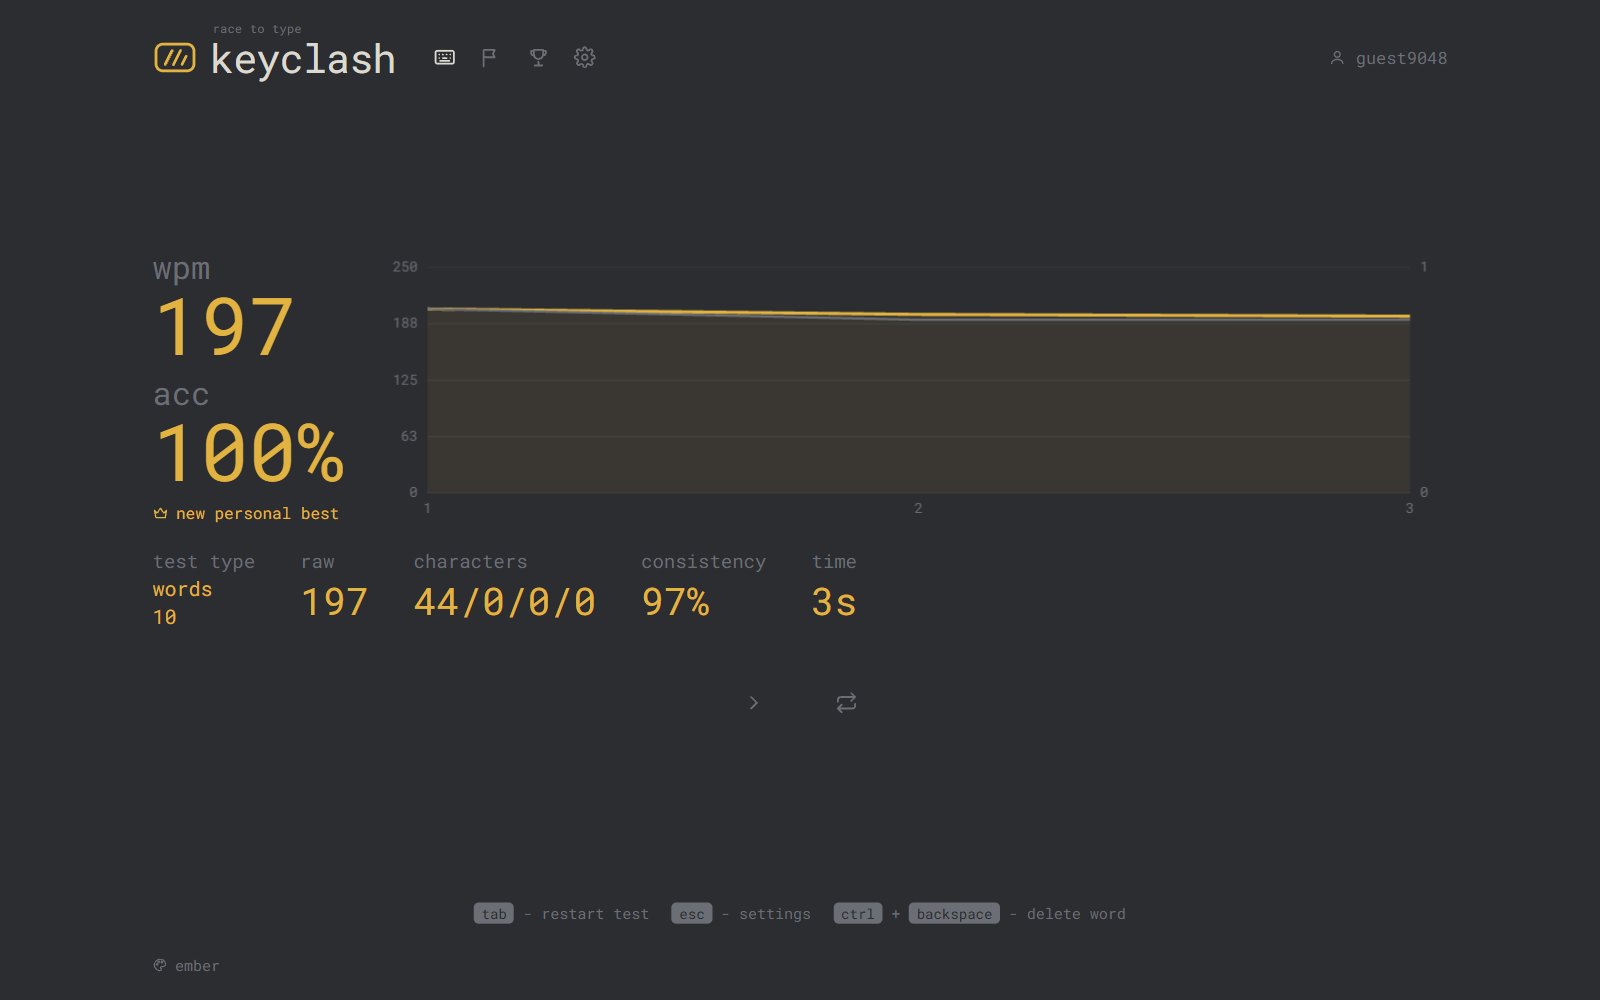 race to type
keyclash
guest9048
wpm
197
acc
100%
new personal best
250
188
125
63
0
1
0
1 2 3
test type raw characters consistency time
words
10
197 44/0/0/0 97% 3s
tab - restart test esc - settings ctrl + backspace - delete word
ember